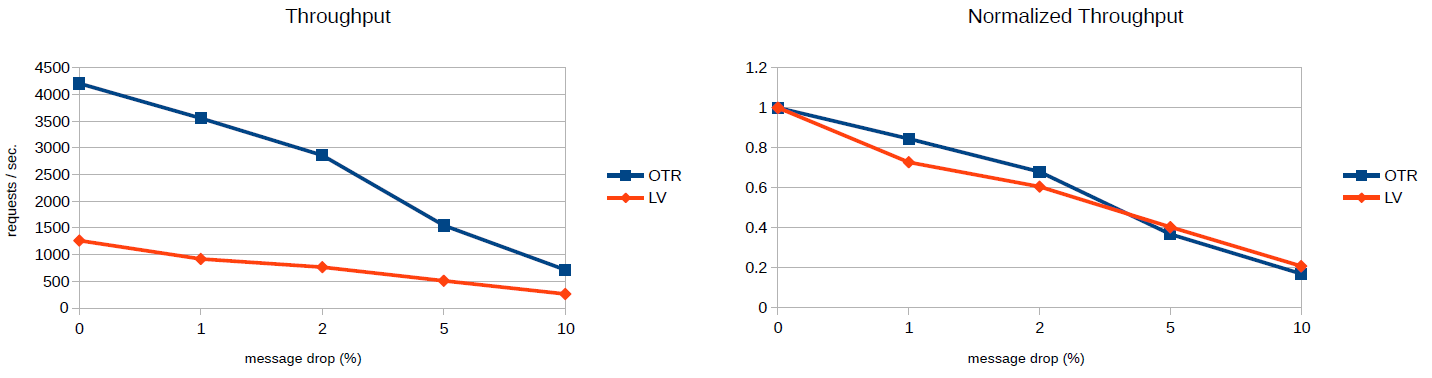 Throughput
4500
4000
3500
3000
2500
2000
1500
1000
500
0
requests / sec.
0 1 2 5 10
message drop (%)
OTR
LV
Normalized Throughput
1.2
1
0.8
0.6
0.4
0.2
0
0 1 2 5 10
message drop (%)
OTR
LV